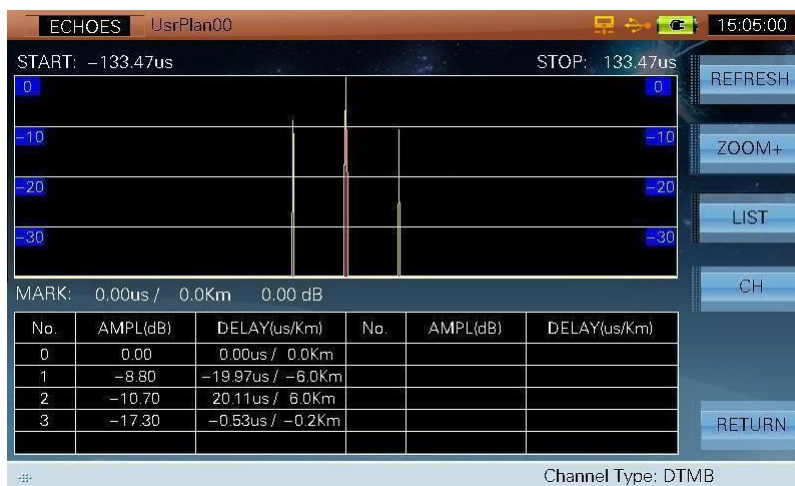 ECHOES UsrPlan00 15:05:00
START: −133.47us STOP: 133.47us
REFRESH
0 0
−10 −10
ZOOM+
−20 −20
LIST
−30 −30
CH
MARK: 0.00us / 0.0Km 0.00 dB
No. AMPL(dB) DELAY(us/Km) No. AMPL(dB) DELAY(us/Km)
0 0.00 0.00us / 0.0Km
1 −8.80 −19.97us / −6.0Km
2 −10.70 20.11us / 6.0Km
3 −17.30 −0.53us / −0.2Km
RETURN
Channel Type: DTMB